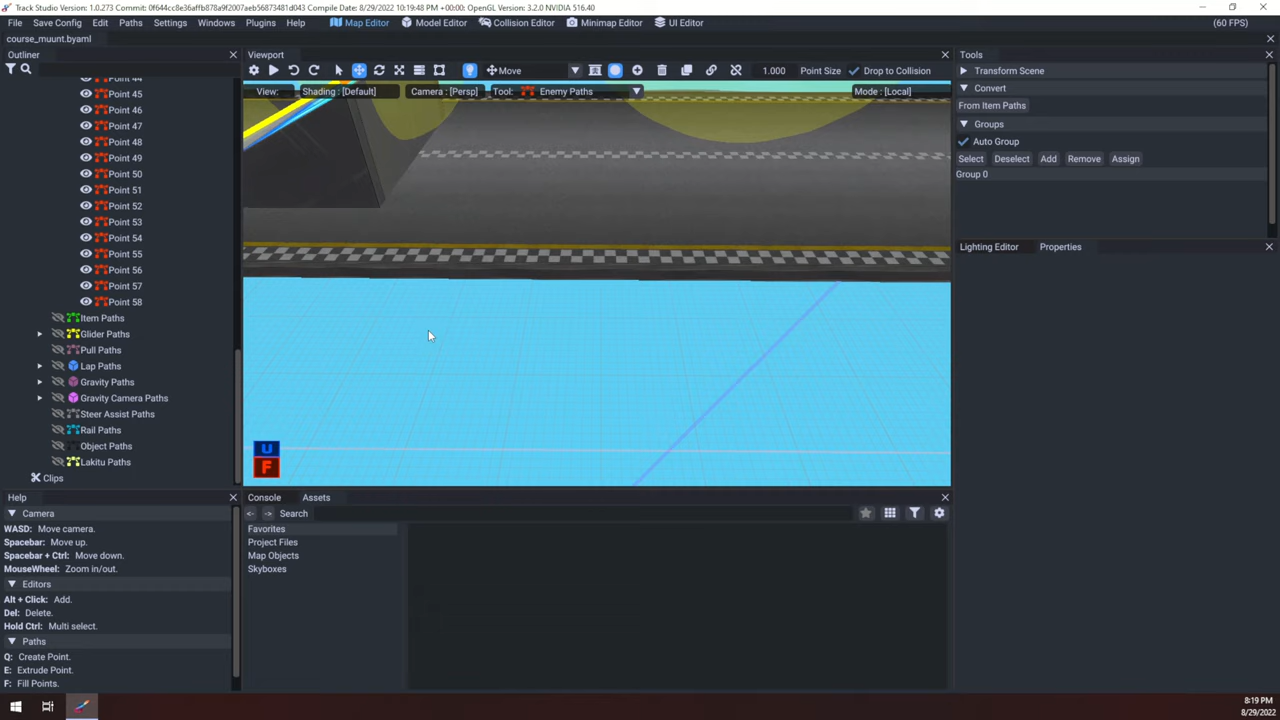 Track Studio Version: 1.0.273 Commit: 0f644cc8e36affb878a9f2007aeb56873481d043 Compile Date: 8/29/2022 10:19:48 PM +00:00: OpenGL Version: 3.2.0 NVIDIA 516.40
File Save Config Edit Paths Settings Windows Plugins Help Map Editor Model Editor Collision Editor Minimap Editor UI Editor (60 FPS)
course_muunt.byaml
Outliner
Point 44
Point 45
Point 46
Point 47
Point 48
Point 49
Point 50
Point 51
Point 52
Point 53
Point 54
Point 55
Point 56
Point 57
Point 58
Item Paths
Glider Paths
Pull Paths
Lap Paths
Gravity Paths
Gravity Camera Paths
Steer Assist Paths
Rail Paths
Object Paths
Lakitu Paths
Clips
Help
Camera
WASD: Move camera.
Spacebar: Move up.
Spacebar + Ctrl: Move down.
MouseWheel: Zoom in/out.
Editors
Alt + Click: Add.
Del: Delete.
Hold Ctrl: Multi select.
Paths
Q: Create Point.
E: Extrude Point.
F: Fill Points.
Viewport
Move 1.000 Point Size Drop to Collision
View: Shading : [Default] Camera : [Persp] Tool: Enemy Paths Mode : [Local]
U
F
Console Assets
<- -> Search
Favorites
Project Files
Map Objects
Skyboxes
Tools
Transform Scene
Convert
From Item Paths
Groups
Auto Group
Select Deselect Add Remove Assign
Group 0
Lighting Editor Properties
8:19 PM
8/29/2022